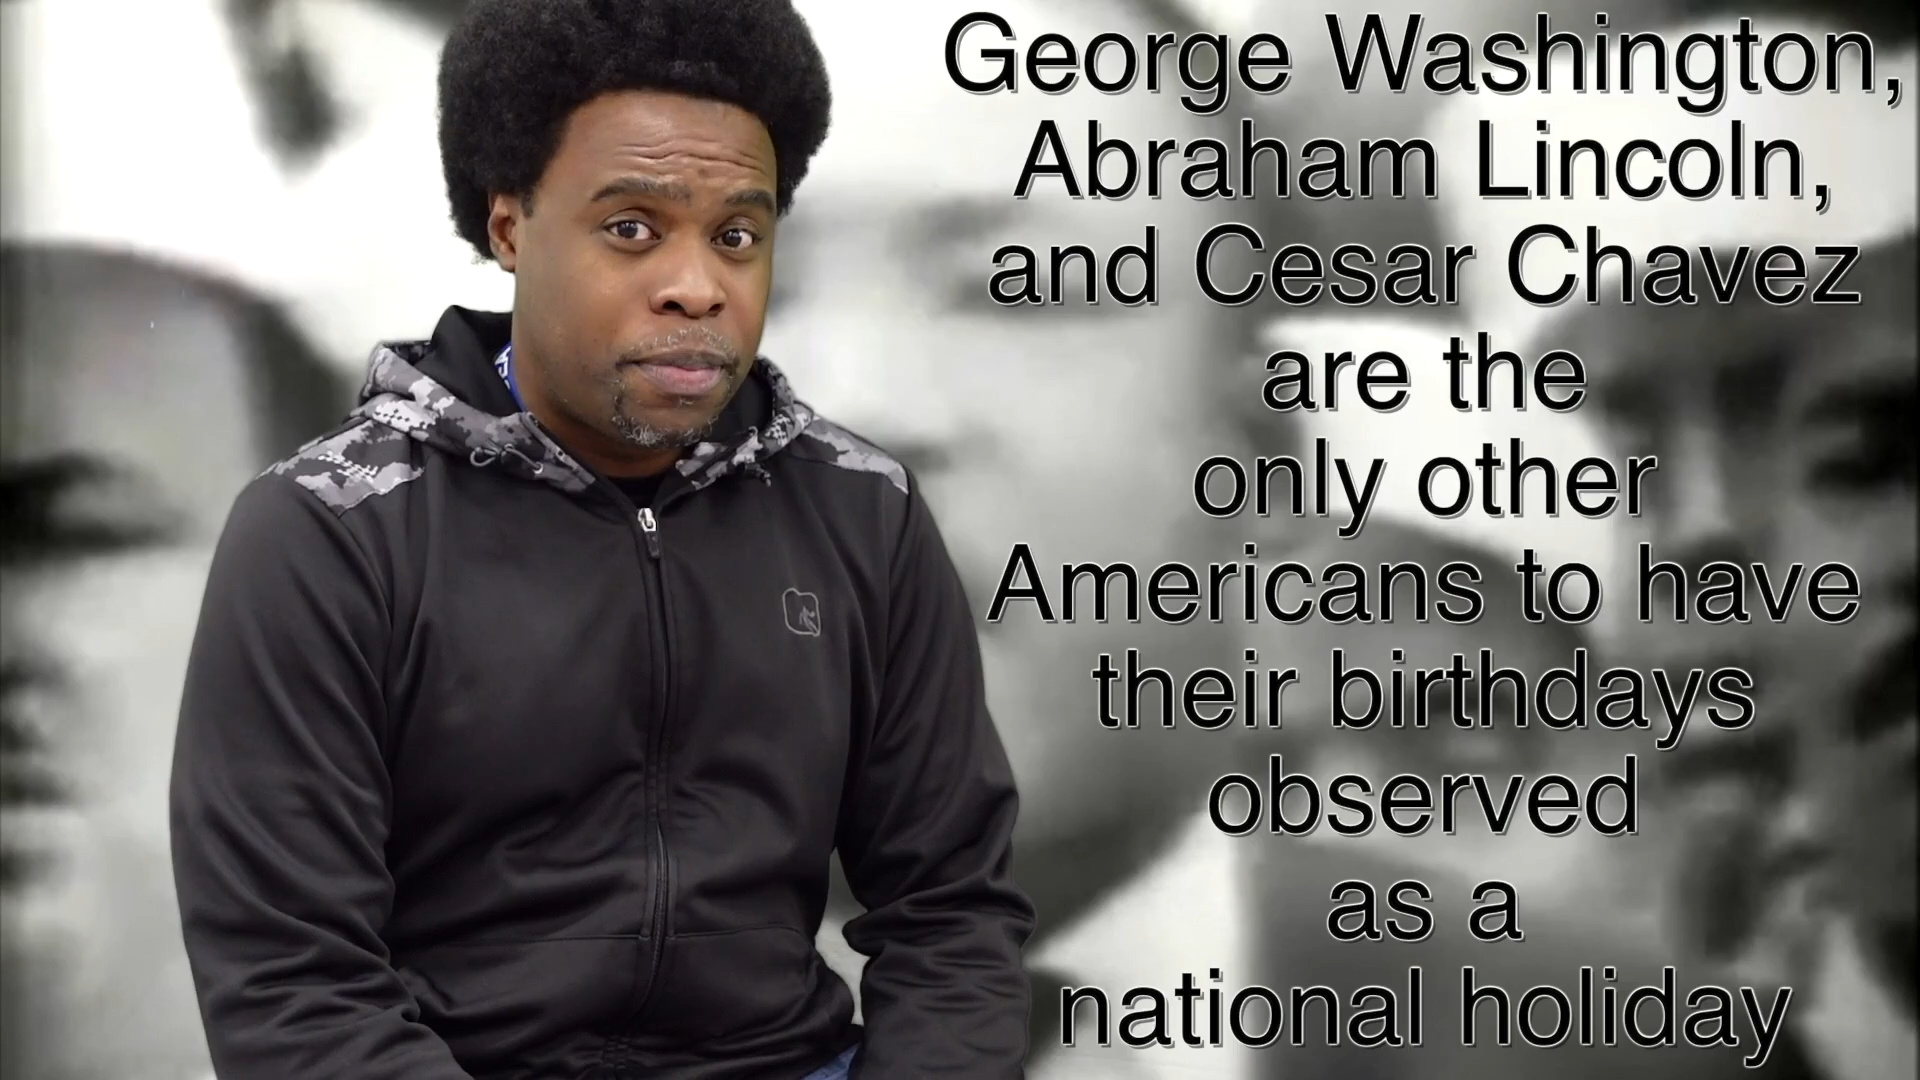 George Washington,
Abraham Lincoln,
and Cesar Chavez
are the
only other
Americans to have
their birthdays
observed
as a
national holiday